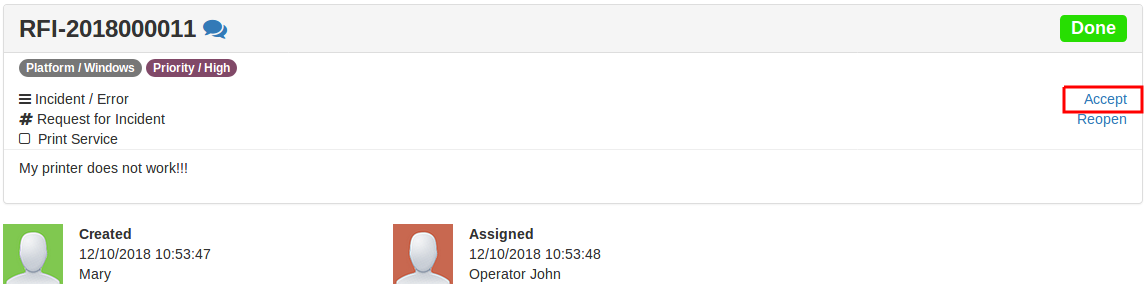 RFI-2018000011
Done
Platform / Windows Priority / High
Incident / Error
Accept
# Request for Incident
Reopen
Print Service
My printer does not work!!!
Created
12/10/2018 10:53:47
Mary
Assigned
12/10/2018 10:53:48
Operator John